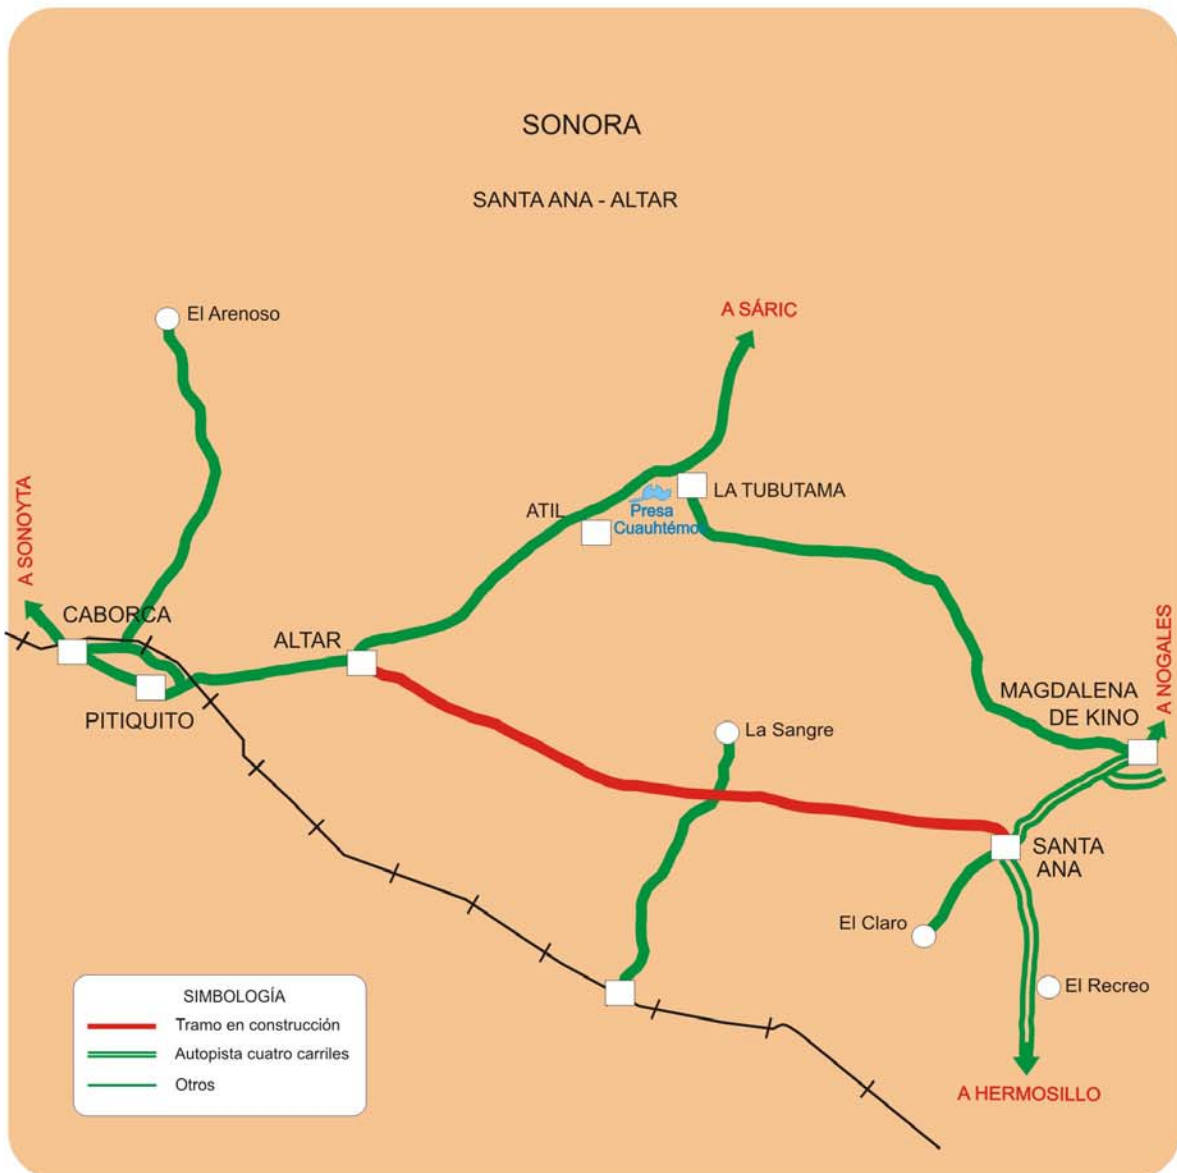 SONORA
SANTA ANA - ALTAR
El Arenoso
A SÁRIC
A SONOYTA
ATIL
LA TUBUTAMA
Presa
Cuauhtémo
CABORCA
ALTAR
PITIQUITO
La Sangre
MAGDALENA
DE KINO
A NOGALES
SANTA
ANA
El Claro
El Recreo
A HERMOSILLO
SIMBOLOGÍA
Tramo en construcción
Autopista cuatro carriles
Otros